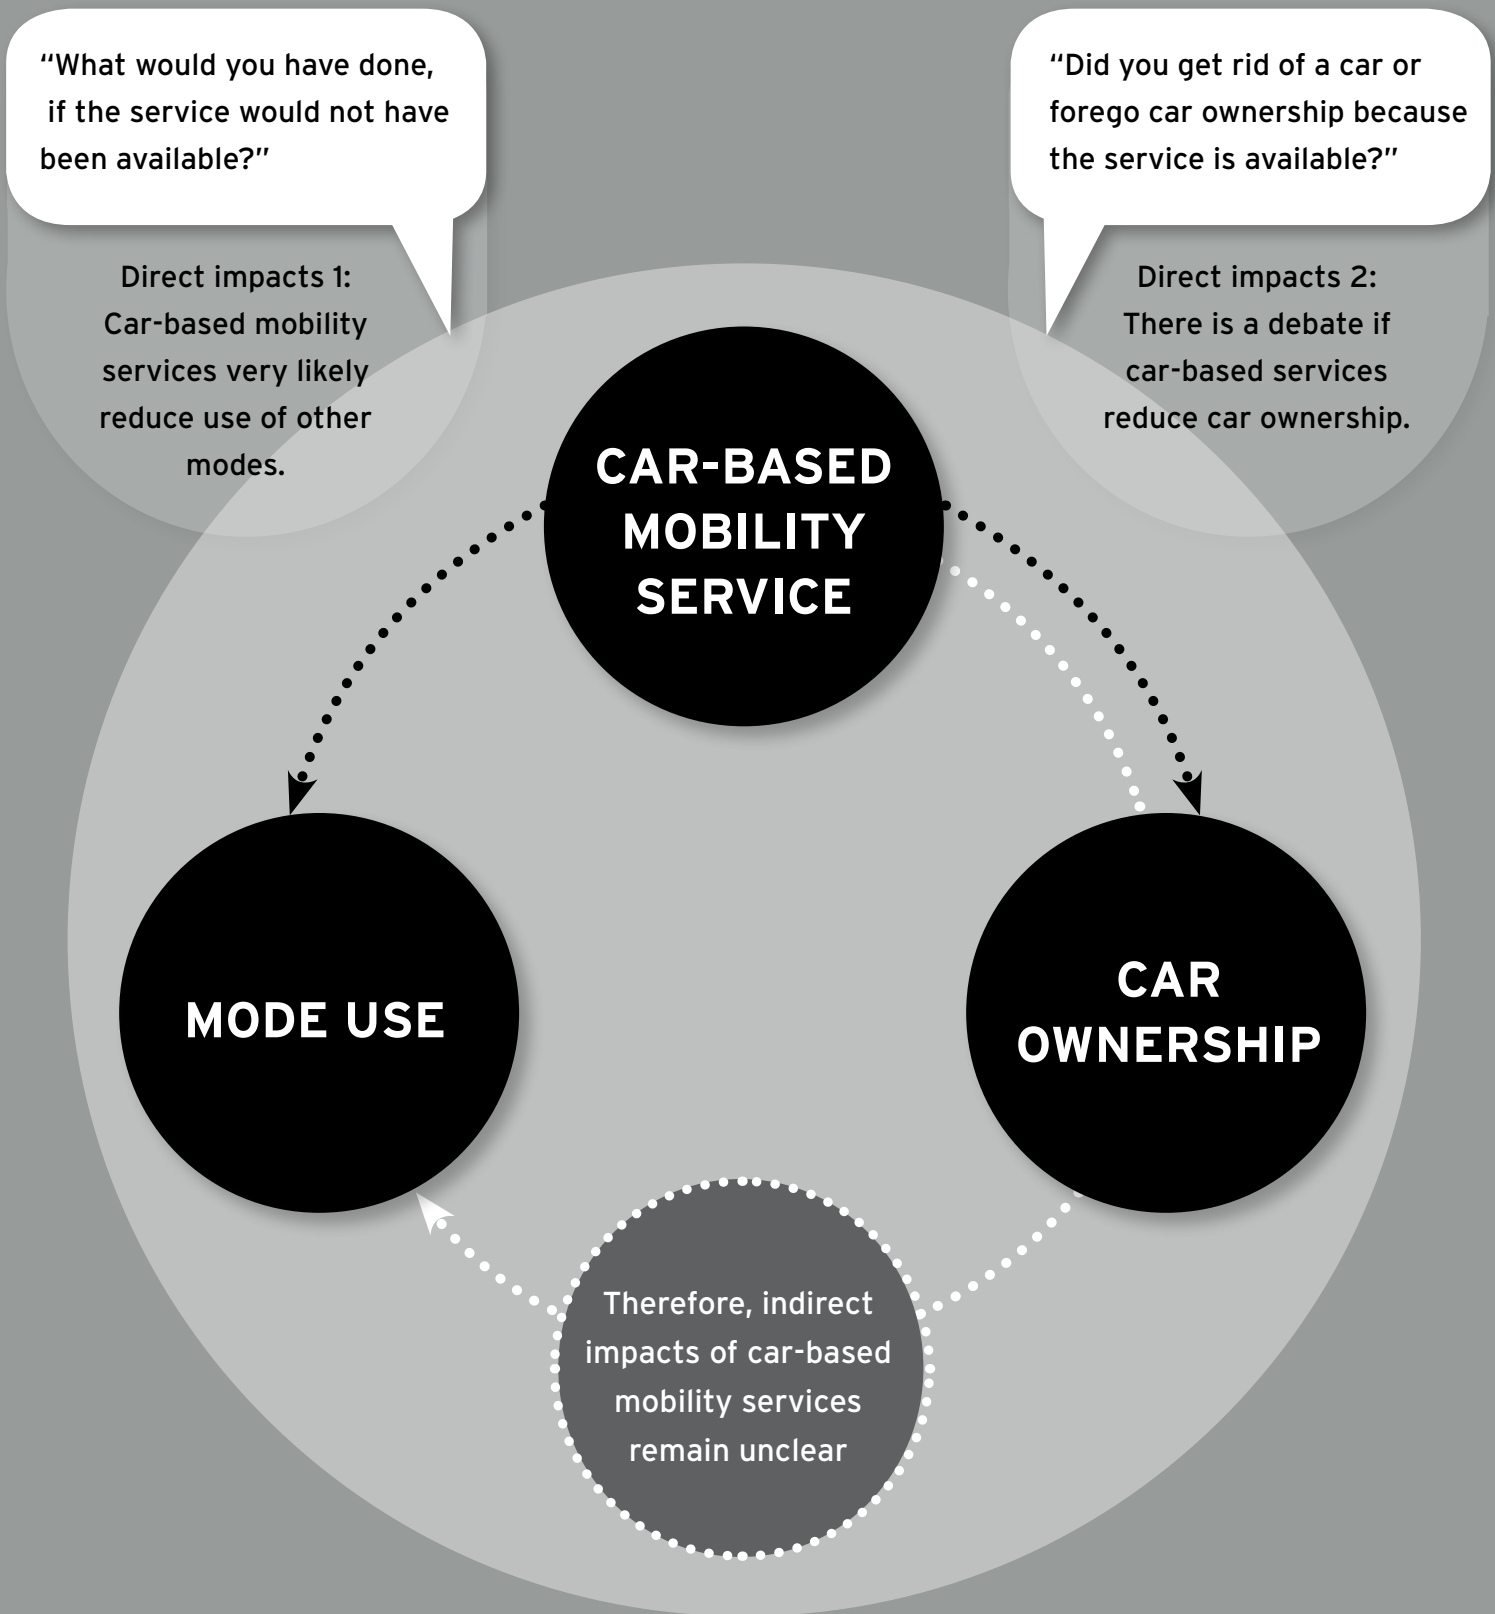 “What would you have done,
if the service would not have
been available?”
“Did you get rid of a car or
forego car ownership because
the service is available?”
Direct impacts 1:
Car-based mobility
services very likely
reduce use of other
modes.
Direct impacts 2:
There is a debate if
car-based services
reduce car ownership.
CAR-BASED
MOBILITY
SERVICE
MODE USE
CAR
OWNERSHIP
Therefore, indirect
impacts of car-based
mobility services
remain unclear